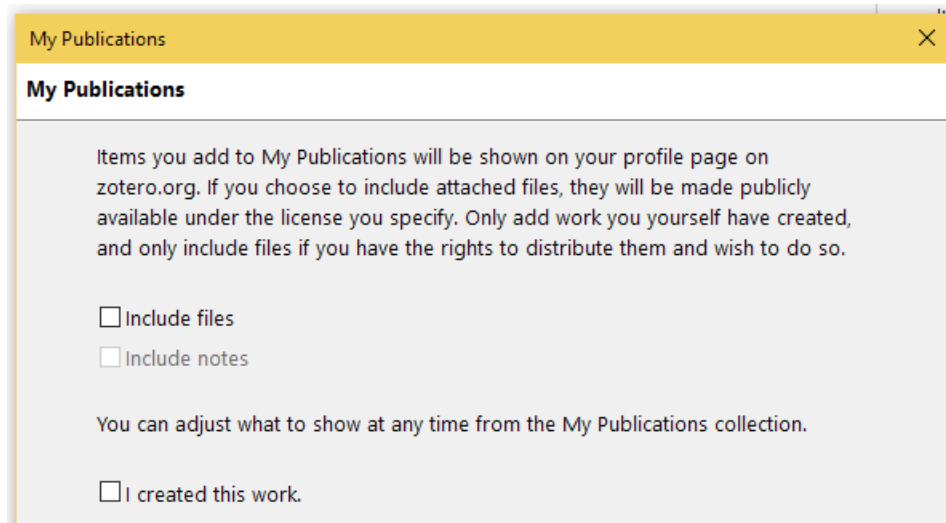 My Publications
My Publications
Items you add to My Publications will be shown on your profile page on
zotero.org. If you choose to include attached files, they will be made publicly
available under the license you specify. Only add work you yourself have created,
and only include files if you have the rights to distribute them and wish to do so.
Include files
Include notes
You can adjust what to show at any time from the My Publications collection.
I created this work.